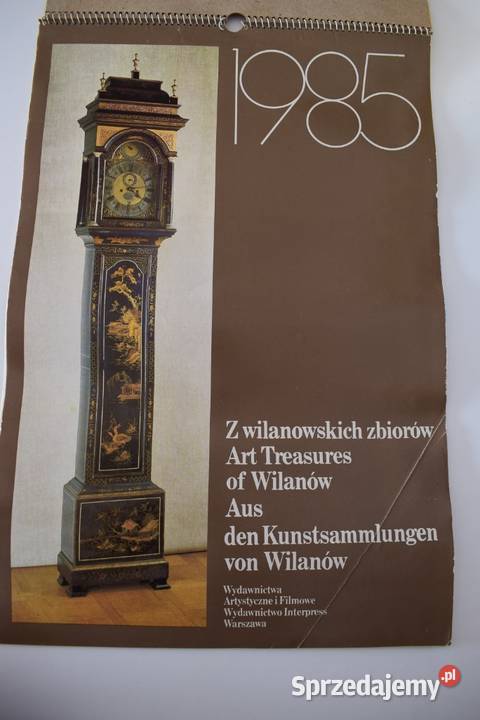 1985
Z wilanowskich zbiorów
Art Treasures
of Wilanów
Aus
den Kunstsammlungen
von Wilanów
Wydawnictwa
Artystyczne i Filmowe
Wydawnictwo Interpress
Warszawa
Sprzedajemy.pl